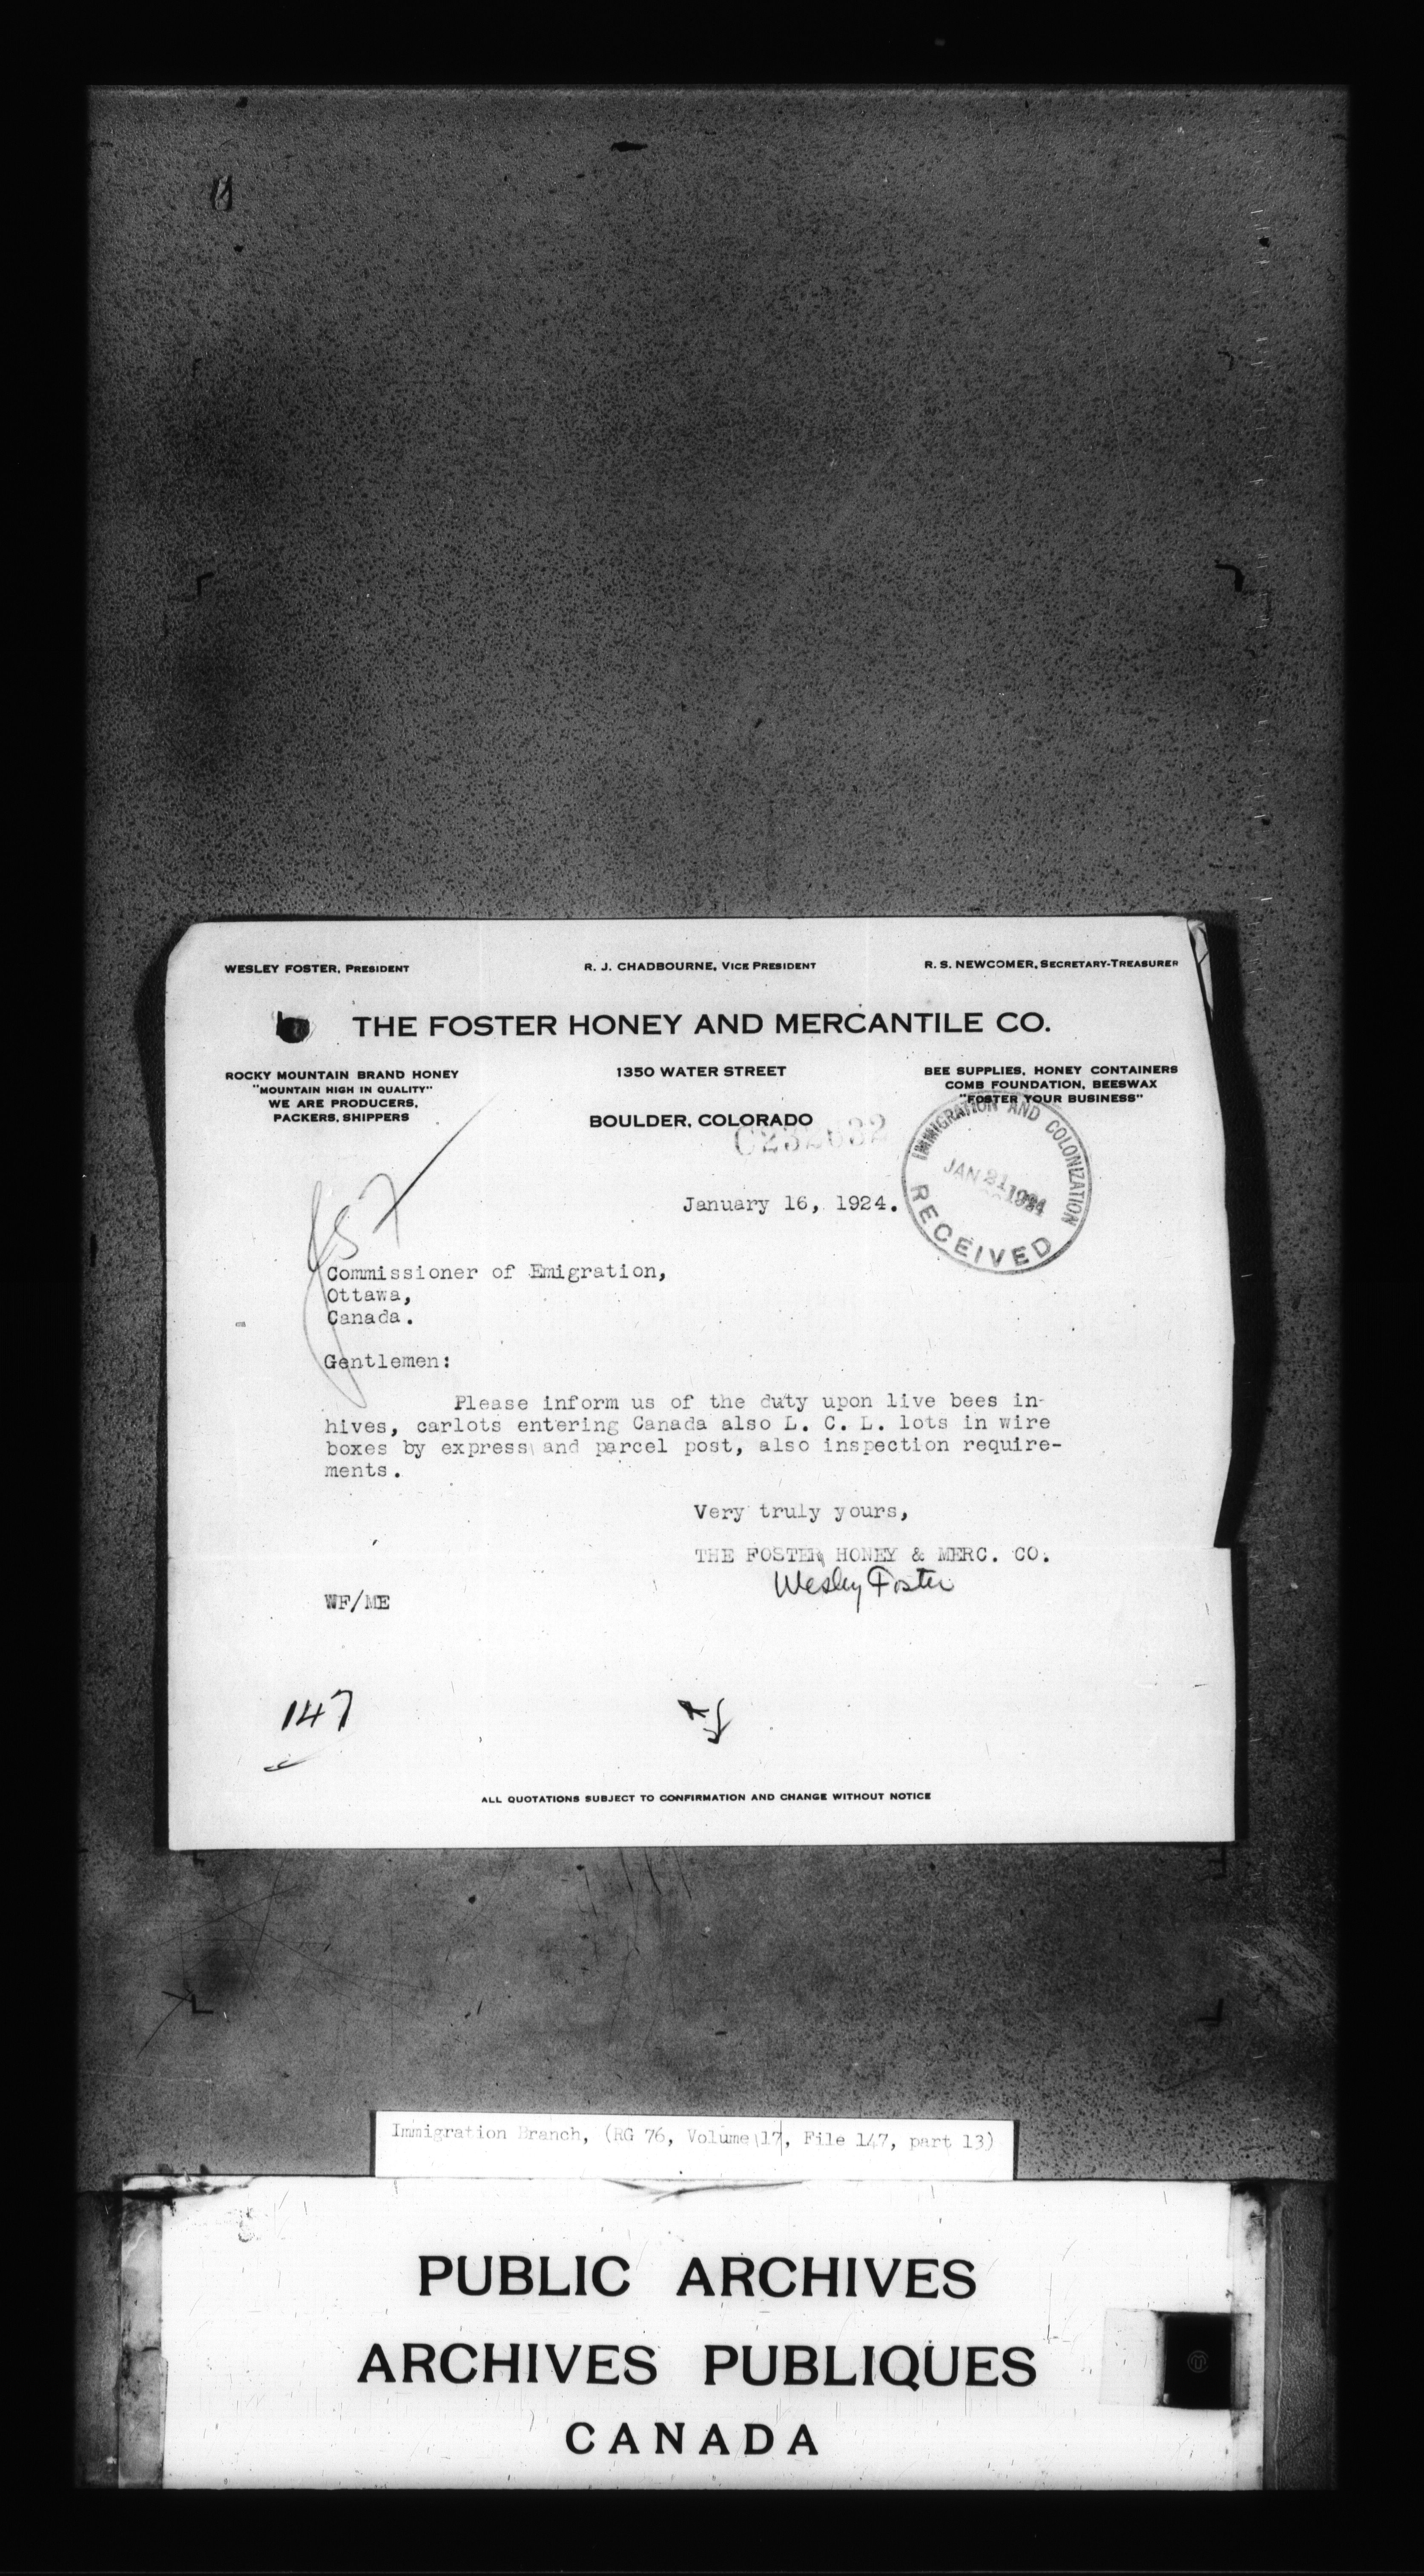 WESLEY FOSTER, PRESIDENT
R. J. CHADBOURNE, VICE PRESIDENT
R. S. NEWCOMER, SECRETARY-TREASURER
THE FOSTER HONEY AND MERCANTILE CO.
ROCKY MOUNTAIN BRAND HONEY
"MOUNTAIN HIGH IN QUALITY"
WE ARE PRODUCERS,
PACKERS, SHIPPERS
1350 WATER STREET
BOULDER, COLORADO
BEE SUPPLIES, HONEY CONTAINERS
COMB FOUNDATION, BEESWAX
"FOSTER YOUR BUSINESS"
IMMIGRATION AND COLONIZATION
JAN 21 1924
RECEIVED
January 16, 1924.
Commissioner of Emigration,
Ottawa,
Canada.
Gentlemen:
Please inform us of the duty upon live bees in-
hives, carlots entering Canada also L. C. L. lots in wire
boxes by express and parcel post, also inspection require-
ments.
Very truly yours,
THE FOSTER HONEY & MERC. CO.
Wesley Foster
WF/ME
147
ALL QUOTATIONS SUBJECT TO CONFIRMATION AND CHANGE WITHOUT NOTICE
Immigration Branch, (RG 76, Volume 17, File 147, part 13)
PUBLIC ARCHIVES
ARCHIVES PUBLIQUES
CANADA